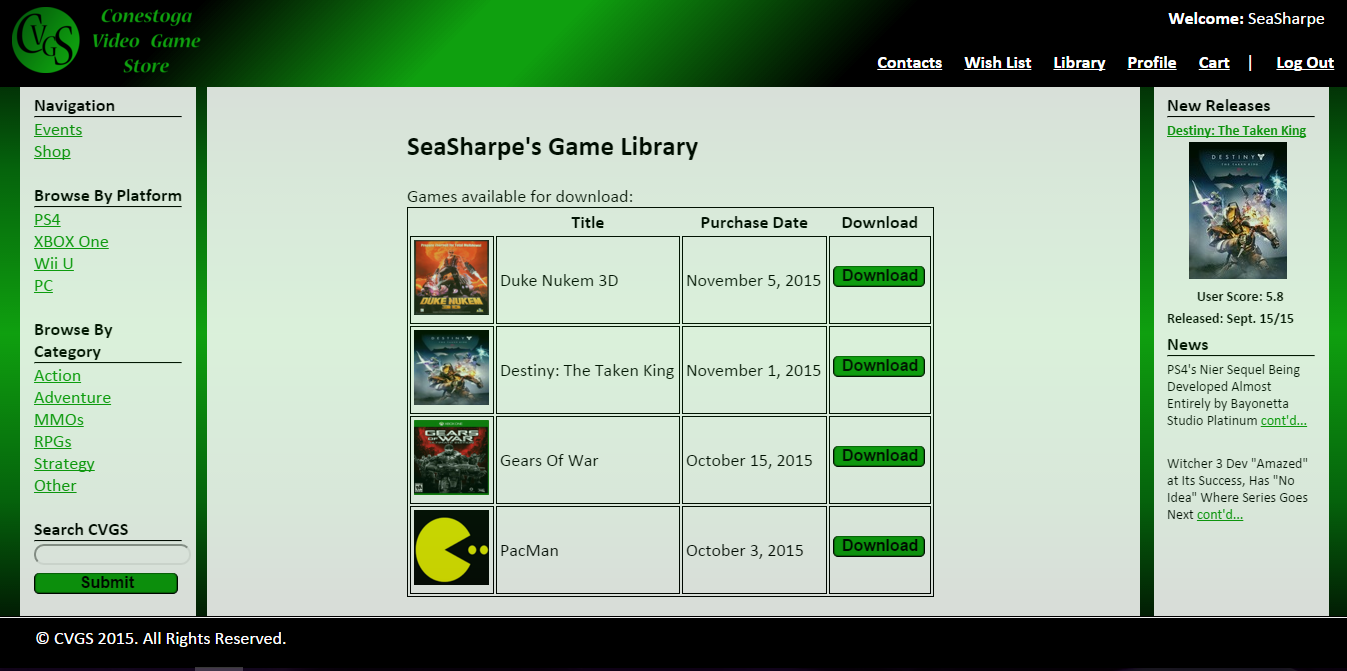 CVGS
Conestoga
Video Game
Store
Welcome: SeaSharpe
Contacts Wish List Library Profile Cart | Log Out
Navigation
Events
Shop
Browse By Platform
PS4
XBOX One
Wii U
PC
Browse By
Category
Action
Adventure
MMOs
RPGs
Strategy
Other
Search CVGS
Submit
SeaSharpe's Game Library
Games available for download:
Title Purchase Date Download
DUKE NUKEM
3D
Duke Nukem 3D November 5, 2015 Download
DESTINY
Destiny: The Taken King November 1, 2015 Download
GEARS
OF WAR
Gears Of War October 15, 2015 Download
PacMan October 3, 2015 Download
New Releases
Destiny: The Taken King
DESTINY
THE TAKEN KING
User Score: 5.8
Released: Sept. 15/15
News
PS4's Nier Sequel Being
Developed Almost
Entirely by Bayonetta
Studio Platinum cont'd...
Witcher 3 Dev "Amazed"
at Its Success, Has "No
Idea" Where Series Goes
Next cont'd...
© CVGS 2015. All Rights Reserved.